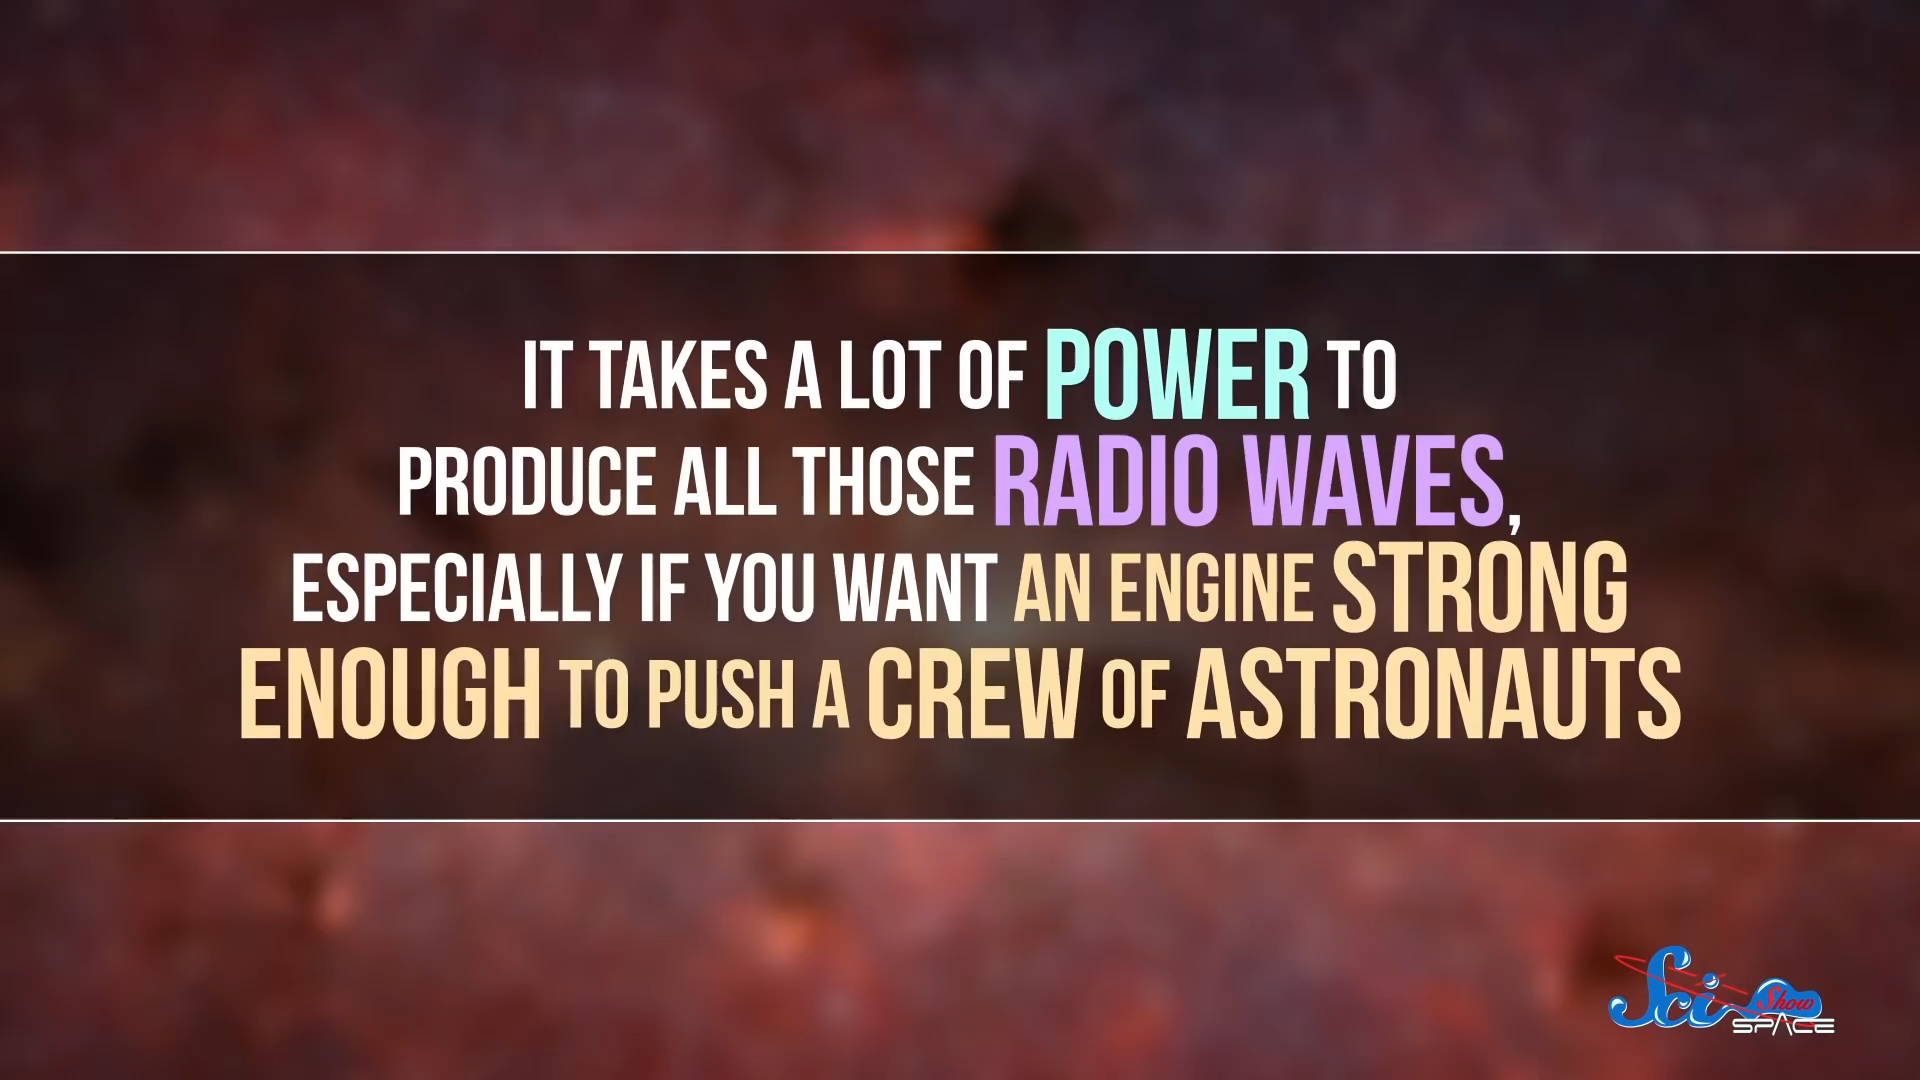 IT TAKES A LOT OF POWER TO
PRODUCE ALL THOSE RADIO WAVES,
ESPECIALLY IF YOU WANT AN ENGINE STRONG
ENOUGH TO PUSH A CREW OF ASTRONAUTS
Sci Show
SPACE